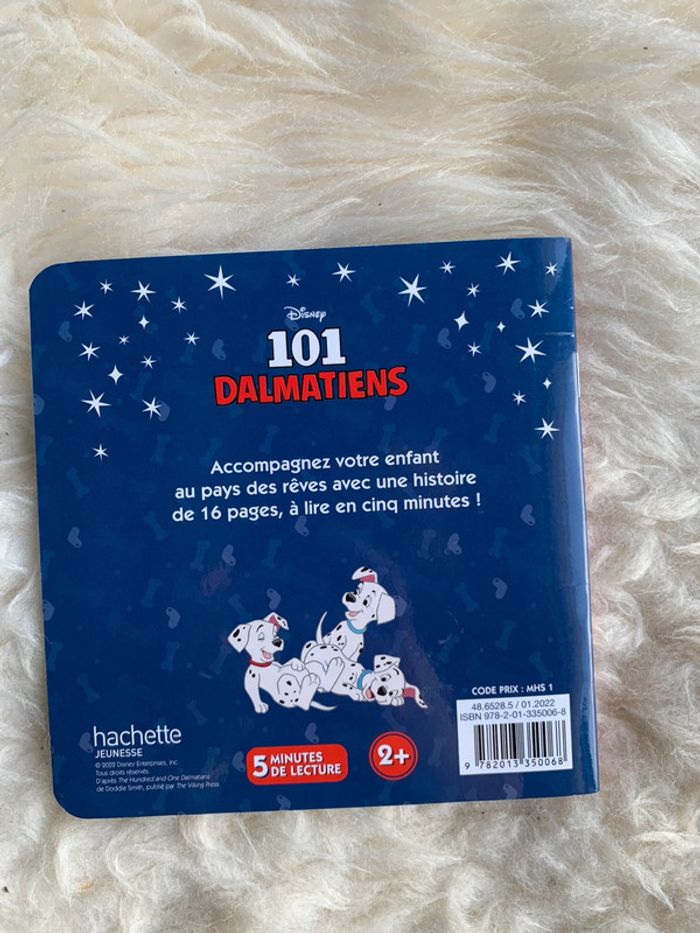 Disney
101
DALMATIENS
Accompagnez votre enfant
au pays des rêves avec une histoire
de 16 pages, à lire en cinq minutes !
CODE PRIX : MHS 1
48.6528.5 / 01.2022
ISBN 978-2-01-335006-8
9 782013 350068
hachette
JEUNESSE
© 2022 Disney Enterprises, Inc.
Tous droits réservés
D'après The Hundred and One Dalmatians
de Doddie Smith, publié par The Viking Press.
5 MINUTES
DE LECTURE
2+